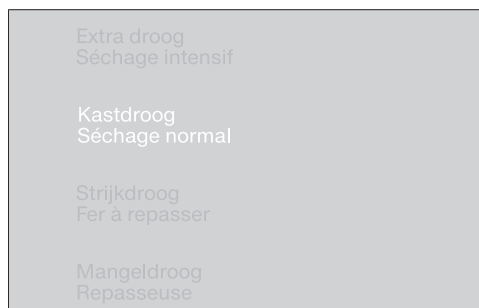 Extra droog
Séchage intensif
Kastdroog
Séchage normal
Strijkdroog
Fer à repasser
Mangeldroog
Repasseuse